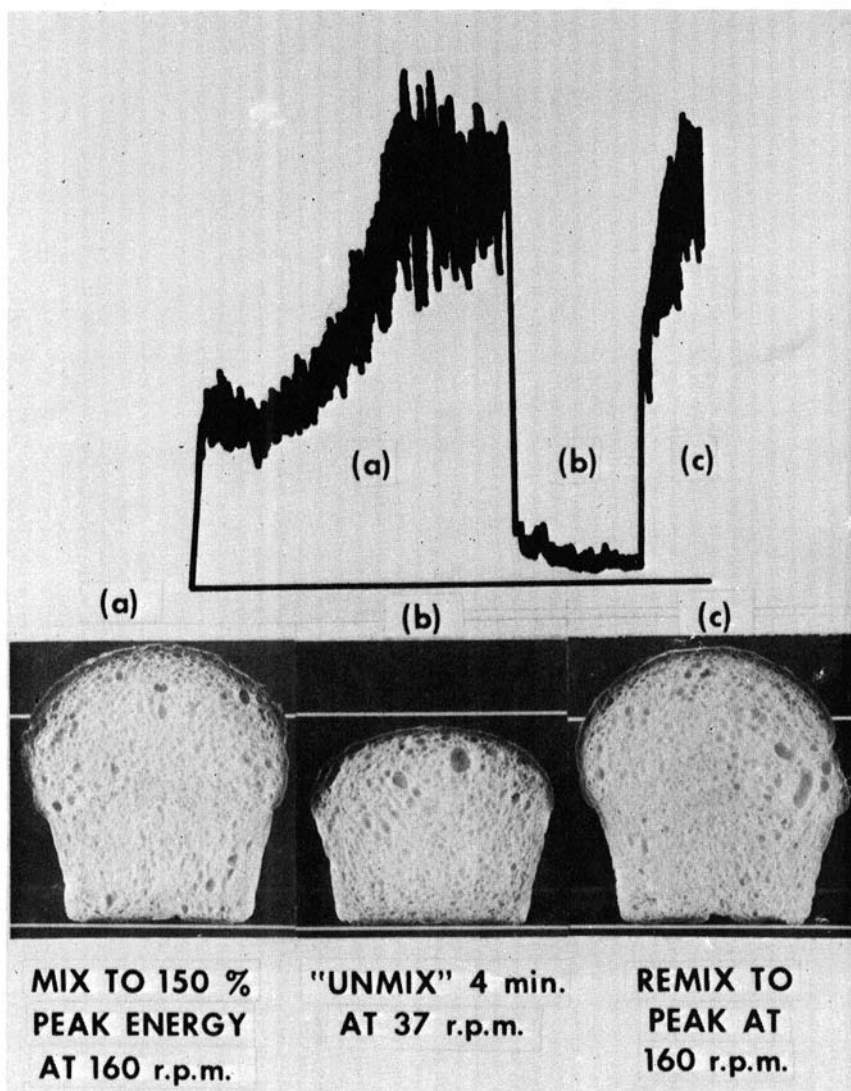 (a)
(b)
(c)
(a)
(b)
(c)
MIX TO 150 %
PEAK ENERGY
AT 160 r.p.m.
"UNMIX" 4 min.
AT 37 r.p.m.
REMIX TO
PEAK AT
160 r.p.m.